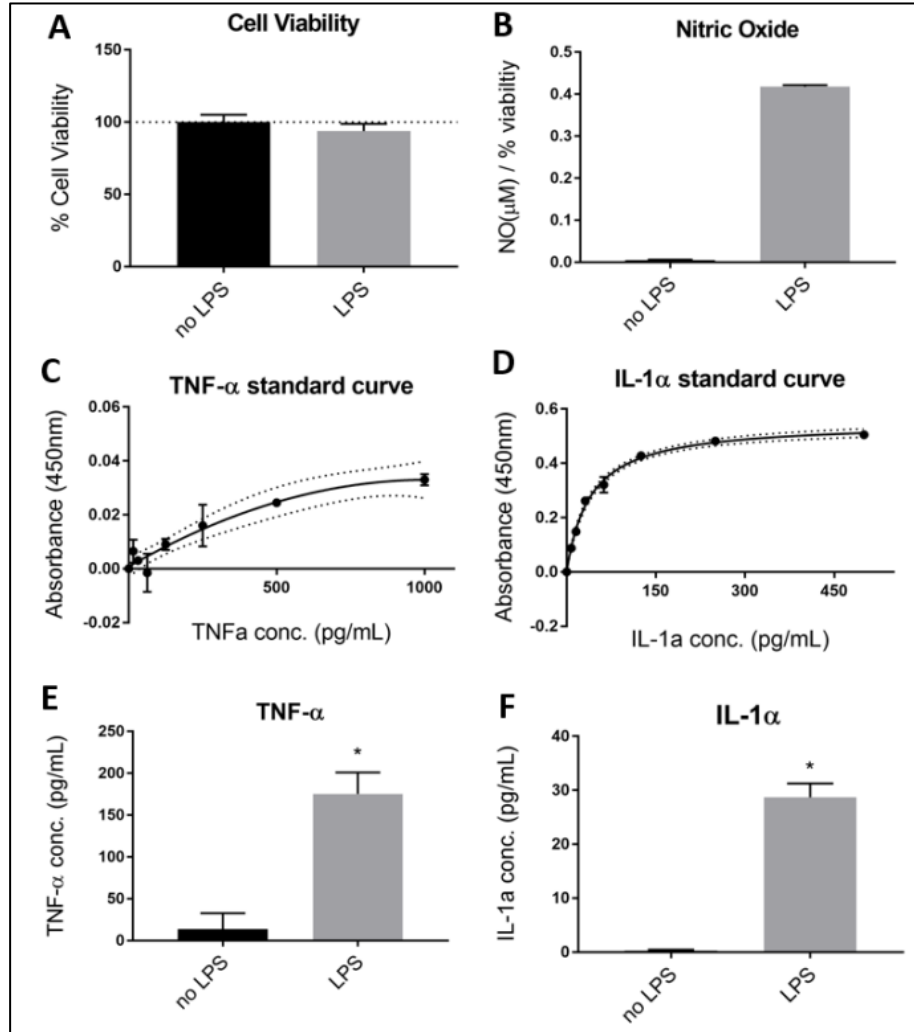 A
Cell Viability
% Cell Viability
150
100
50
0
no LPS
LPS
B
Nitric Oxide
NO(μM) / % viabiltiy
0.5
0.4
0.3
0.2
0.1
0.0
no LPS
LPS
C
TNF-α standard curve
Absorbance (450nm)
0.06
0.04
0.02
0.00
-0.02
500
1000
TNFa conc. (pg/mL)
D
IL-1α standard curve
Absorbance (450nm)
0.6
0.4
0.2
0.0
-0.2
150
300
450
IL-1a conc. (pg/mL)
E
TNF-α
TNF-α conc. (pg/mL)
250
200
150
100
50
0
*
no LPS
LPS
F
IL-1α
IL-1a conc. (pg/mL)
40
30
20
10
0
*
no LPS
LPS